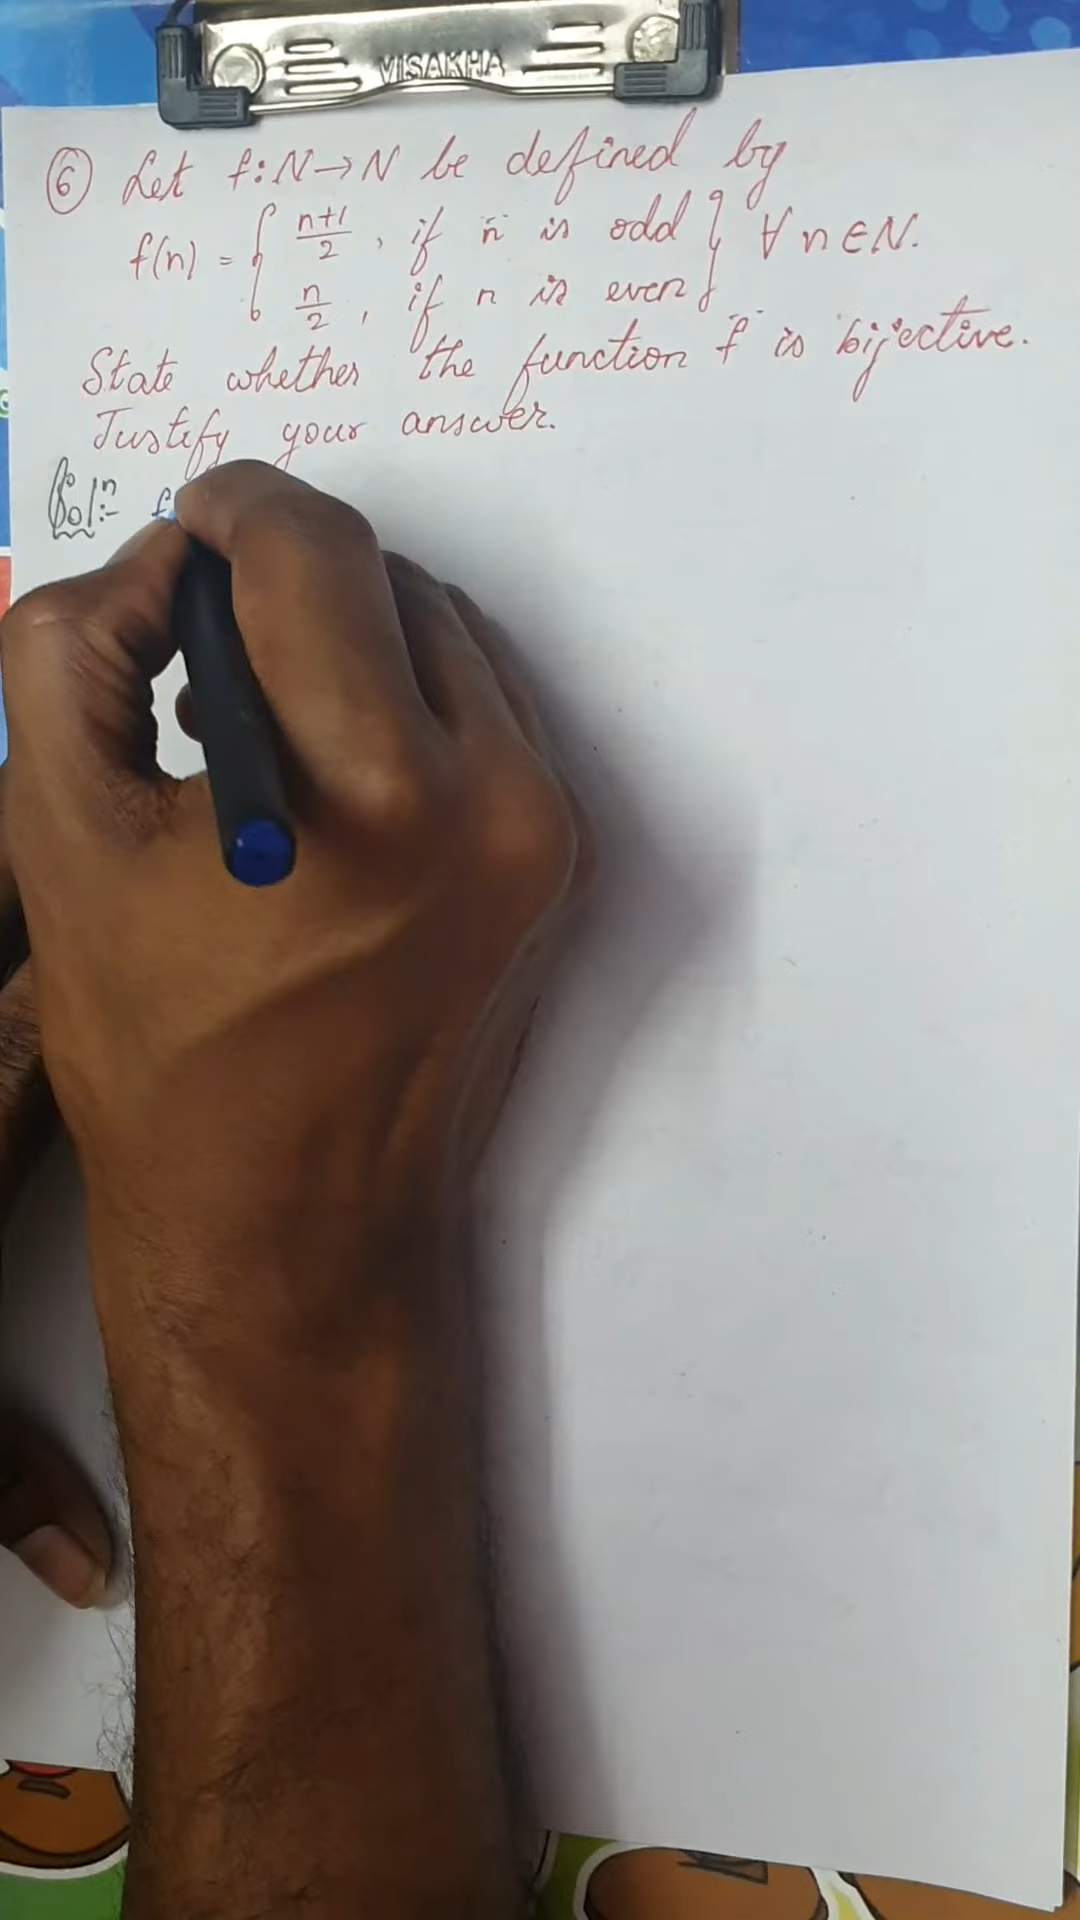 VISAKHA
⑥ Let f: N → N be defined by
f(n) = { n+1/2, if n is odd
n/2, if n is even } ∀ n ∈ N.
State whether the function f is bijective.
Justify your answer.
Solⁿ:- f